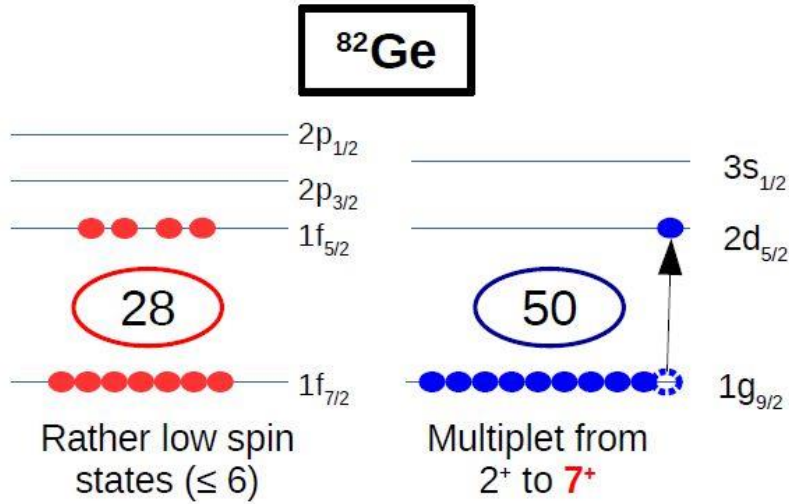 ⁸²Ge
2p₁/₂
2p₃/₂
1f₅/₂
28
1f₇/₂
Rather low spin
states (≤ 6)
3s₁/₂
2d₅/₂
50
1g₉/₂
Multiplet from
2⁺ to 7⁺